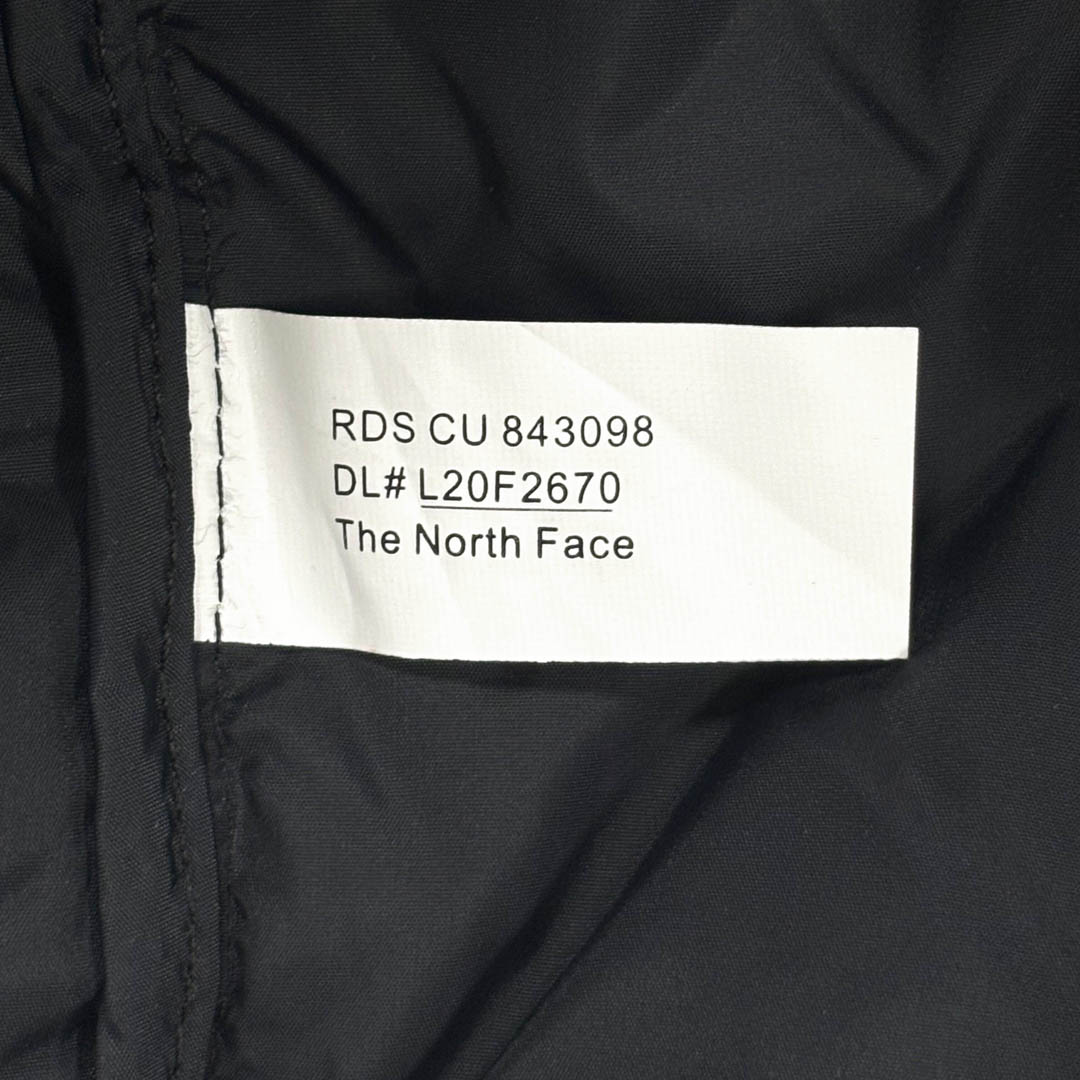 RDS CU 843098
DL# L20F2670
The North Face